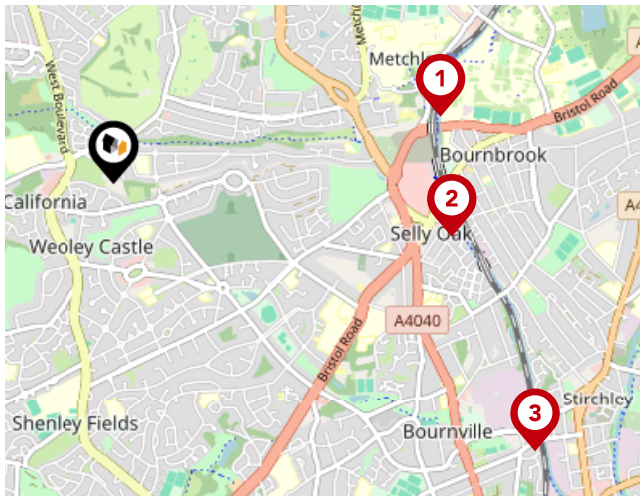 Metchl
1
A
West Boulevard
Bristol Road
Bournbrook
California
2
A4
Weoley Castle
Selly Oak
A4040
Bristol Road
3
Stirchley
Shenley Fields
Bournville